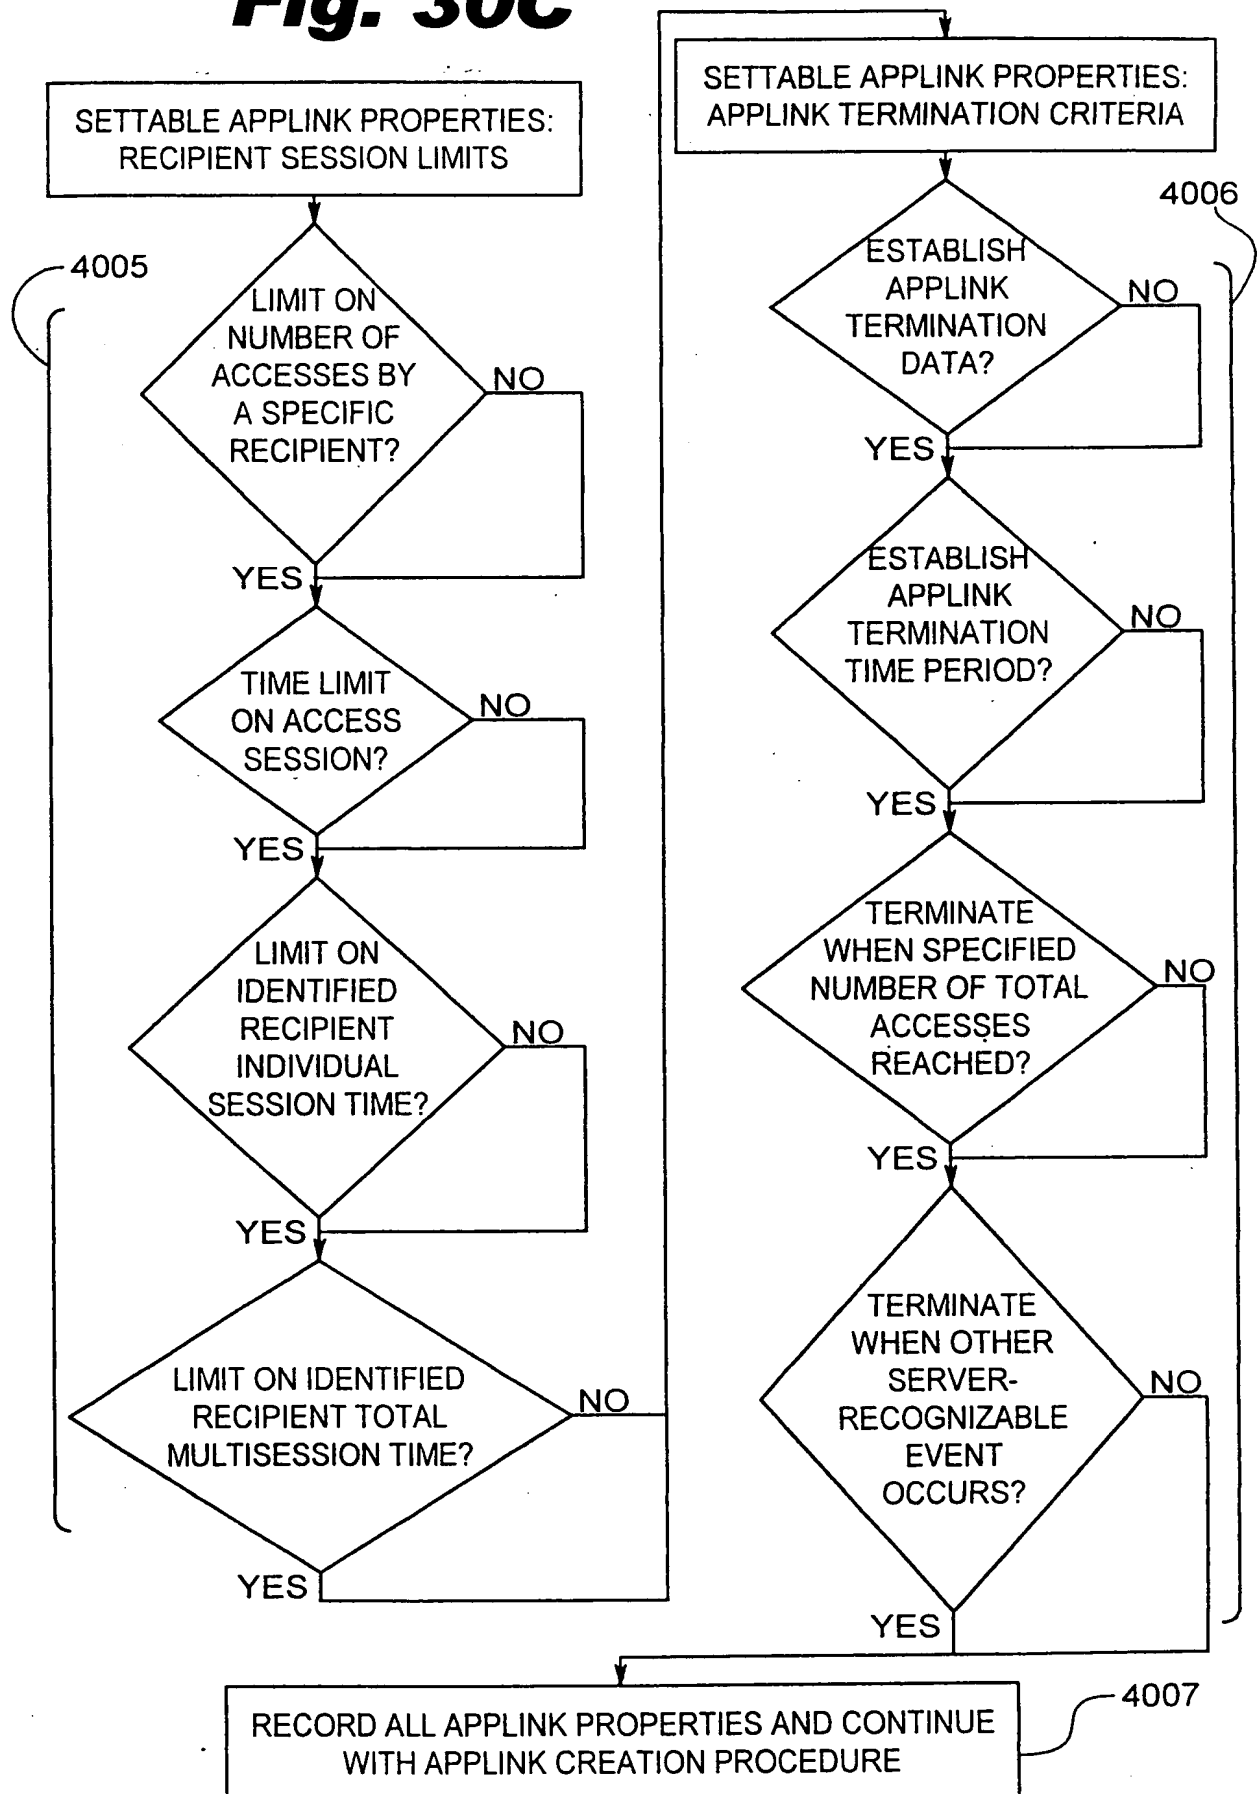 Fig. 30C
SETTABLE APPLINK PROPERTIES:
RECIPIENT SESSION LIMITS
4005
LIMIT ON
NUMBER OF
ACCESSES BY
A SPECIFIC
RECIPIENT?
NO
YES
TIME LIMIT
ON ACCESS
SESSION?
NO
YES
LIMIT ON
IDENTIFIED
RECIPIENT
INDIVIDUAL
SESSION TIME?
NO
YES
LIMIT ON IDENTIFIED
RECIPIENT TOTAL
MULTISESSION TIME?
NO
YES
SETTABLE APPLINK PROPERTIES:
APPLINK TERMINATION CRITERIA
4006
ESTABLISH
APPLINK
TERMINATION
DATA?
NO
YES
ESTABLISH
APPLINK
TERMINATION
TIME PERIOD?
NO
YES
TERMINATE
WHEN SPECIFIED
NUMBER OF TOTAL
ACCESSES
REACHED?
NO
YES
TERMINATE
WHEN OTHER
SERVER-
RECOGNIZABLE
EVENT
OCCURS?
NO
YES
4007
RECORD ALL APPLINK PROPERTIES AND CONTINUE
WITH APPLINK CREATION PROCEDURE